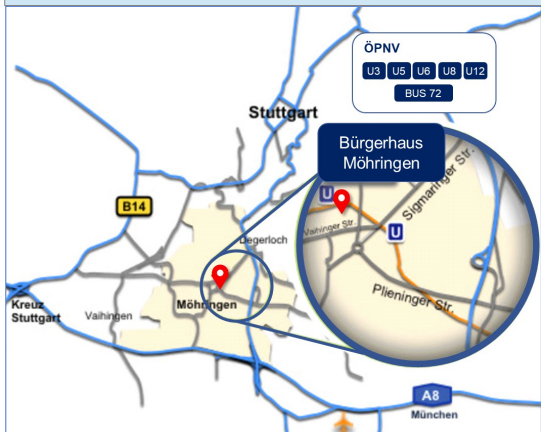 ÖPNV
U3 U5 U6 U8 U12
BUS 72
Stuttgart
Bürgerhaus
Möhringen
U
Sigmaringer Str.
B14
Vaihinger Str.
U
Degerloch
Plieninger Str.
Kreuz
Stuttgart
Vaihingen
Möhringen
A8
München